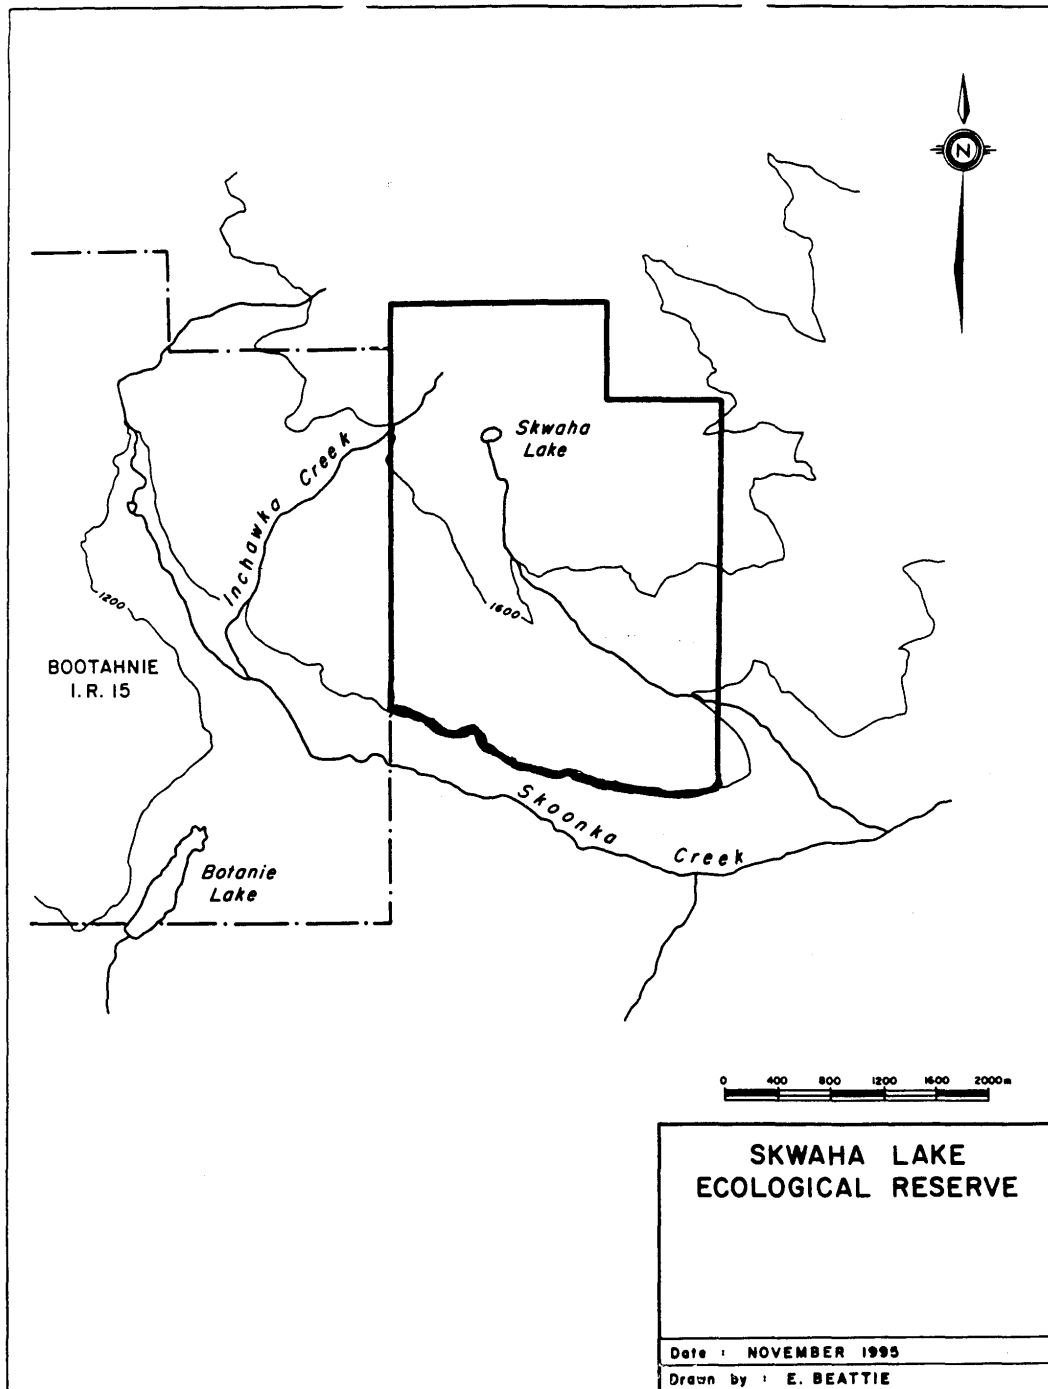 N
Skwaha
Lake
Inchawka Creek
1200
1600
BOOTAHNIE
I.R. 15
Skoonka Creek
Botanie
Lake
0 400 800 1200 1600 2000m
SKWAHA LAKE
ECOLOGICAL RESERVE
Date : NOVEMBER 1995
Drawn by : E. BEATTIE